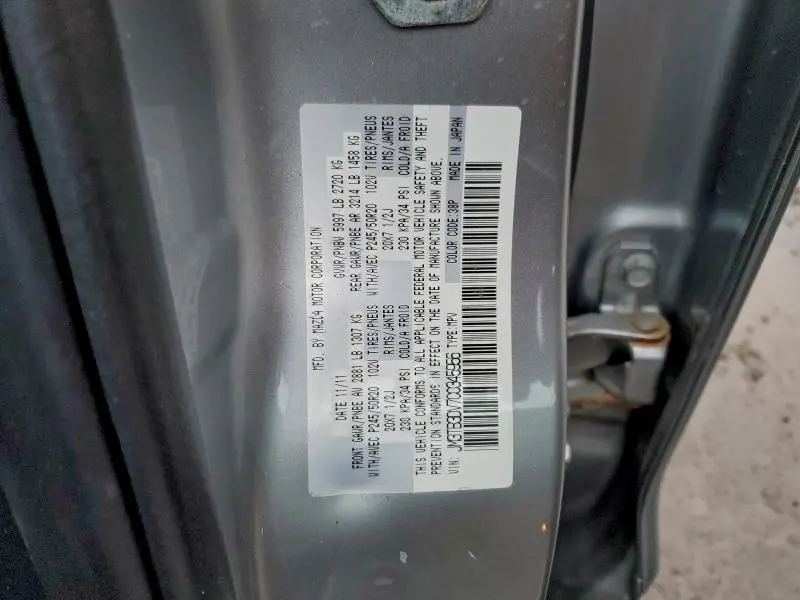 MFD. BY MAZDA MOTOR CORPORATION
DATE 11/11 GVWR/PNBV 5997 LB 2720 KG
FRONT GAWR/PNBE AV 2881 LB 1307 KG REAR GAWR/PNBE AR 3214 LB 1458 KG
WITH/AVEC P245/50R20 102V TIRES/PNEUS WITH/AVEC P245/50R20 102V TIRES/PNEUS
20X7 1/2J RIMS/JANTES 20X7 1/2J RIMS/JANTES
230 KPA/34 PSI COLD/A FROID 230 KPA/34 PSI COLD/A FROID
THIS VEHICLE CONFORMS TO ALL APPLICABLE FEDERAL MOTOR VEHICLE SAFETY AND THEFT
PREVENTION STANDARDS IN EFFECT ON THE DATE OF MANUFACTURE SHOWN ABOVE.
VIN: JM3TB3DV7C0345956 TYPE:MPV COLOR CODE:38P MADE IN JAPAN